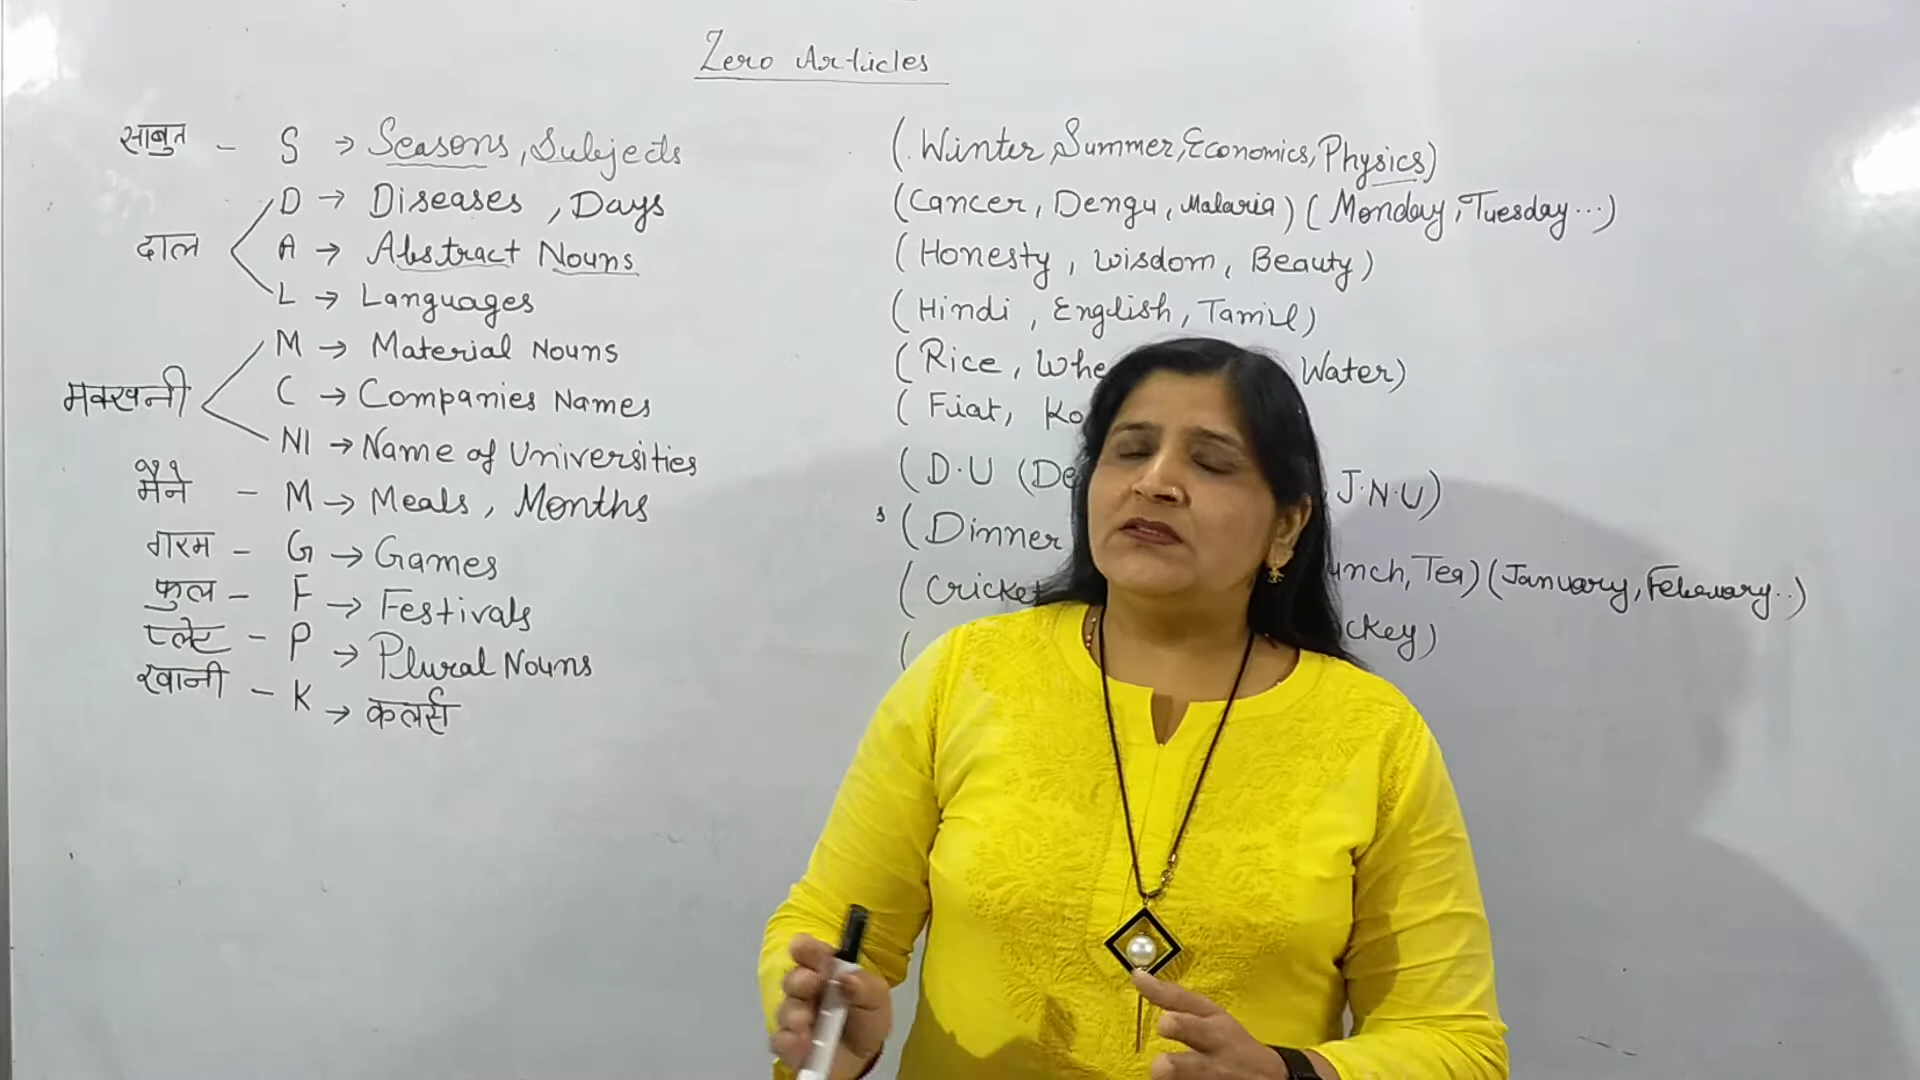 Zero Articles
साबुत - S → Seasons, Subjects (Winter, Summer, Economics, Physics)
D → Diseases, Days (Cancer, Dengu, Malaria) (Monday, Tuesday...)
दाल A → Abstract Nouns (Honesty, Wisdom, Beauty)
L → Languages (Hindi, English, Tamil)
M → Material Nouns (Rice, Whe Water)
मक्खनी C → Companies Names (Fiat, Ko
NI → Name of Universities (D.U (De J.N.U)
मैने - M → Meals, Months s (Dinner unch, Tea) (January, February..)
गरम - G → Games (Cricket ckey)
फुल - F → Festivals (
प्लेट - P → Plural Nouns
खानी - K → कलर्स